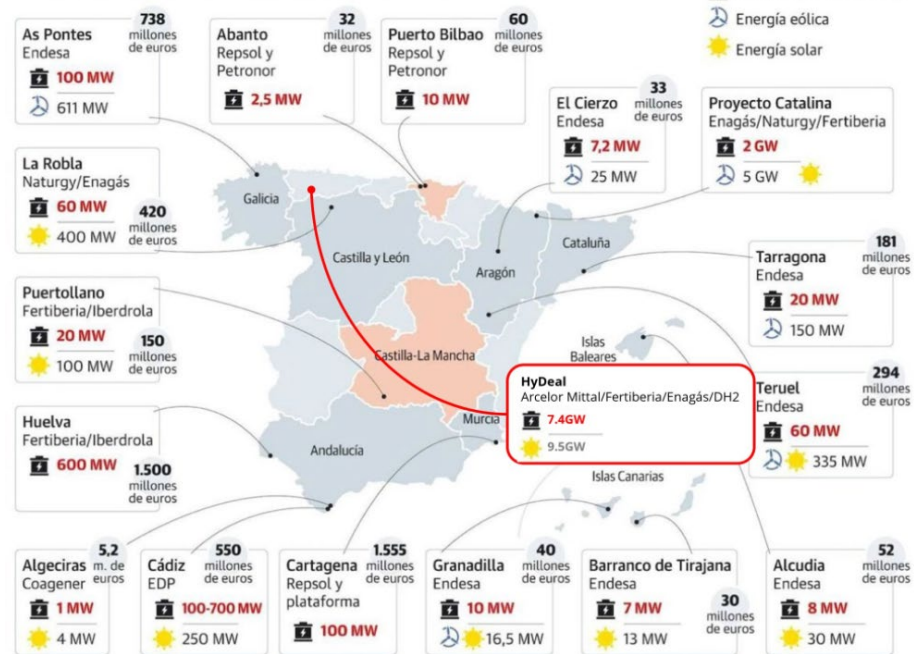 Energía eólica
Energía solar
As Pontes
Endesa
738
millones
de euros
100 MW
611 MW
Abanto
Repsol y
Petronor
32
millones
de euros
2,5 MW
Puerto Bilbao
Repsol y
Petronor
60
millones
de euros
10 MW
El Cierzo
Endesa
33
millones
de euros
7,2 MW
25 MW
Proyecto Catalina
Enagás/Naturgy/Fertiberia
2 GW
5 GW
La Robla
Naturgy/Enagás
60 MW
400 MW
420
millones
de euros
Galicia
Castilla y León
Aragón
Cataluña
Castilla-La Mancha
Islas
Baleares
Murcia
Andalucía
Islas Canarias
Tarragona
Endesa
181
millones
de euros
20 MW
150 MW
Puertollano
Fertiberia/Iberdrola
20 MW
100 MW
150
millones
de euros
HyDeal
Arcelor Mittal/Fertiberia/Enagás/DH2
7.4GW
9.5GW
Teruel
Endesa
294
millones
de euros
60 MW
335 MW
Huelva
Fertiberia/Iberdrola
600 MW
1.500
millones
de euros
Algeciras
Coagener
5,2
m. de
euros
1 MW
4 MW
Cádiz
EDP
550
millones
de euros
100-700 MW
250 MW
Cartagena
Repsol y
plataforma
1.555
millones
de euros
100 MW
Granadilla
Endesa
40
millones
de euros
10 MW
16,5 MW
Barranco de Tirajana
Endesa
7 MW
13 MW
30
millones
de euros
Alcudia
Endesa
52
millones
de euros
8 MW
30 MW